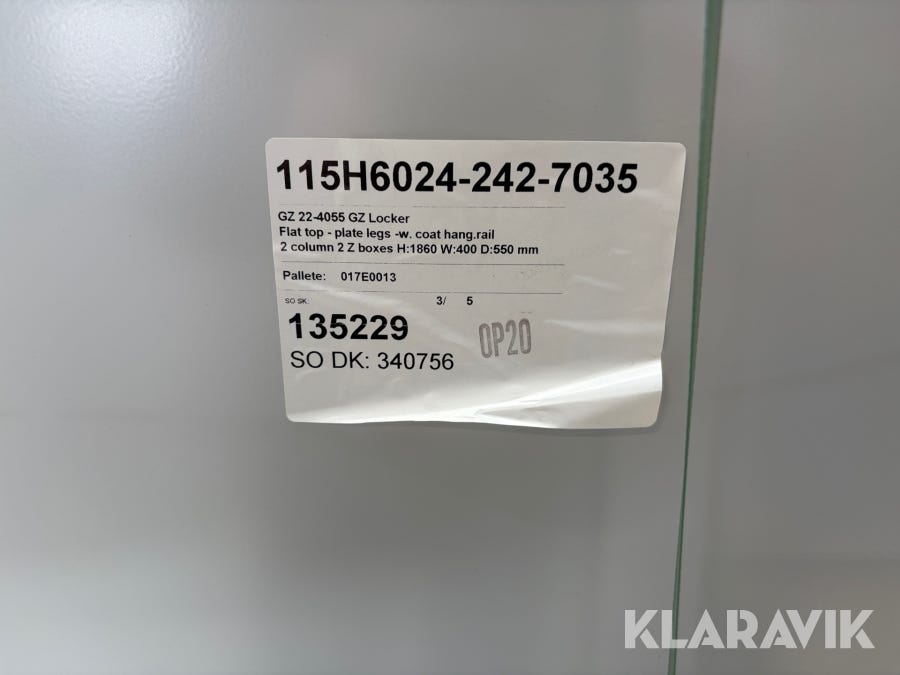 115H6024-242-7035
GZ 22-4055 GZ Locker
Flat top - plate legs -w. coat hang.rail
2 column 2 Z boxes H:1860 W:400 D:550 mm
Pallete: 017E0013
SO SK: 3/ 5
135229
OP20
SO DK: 340756
KLARAVIK